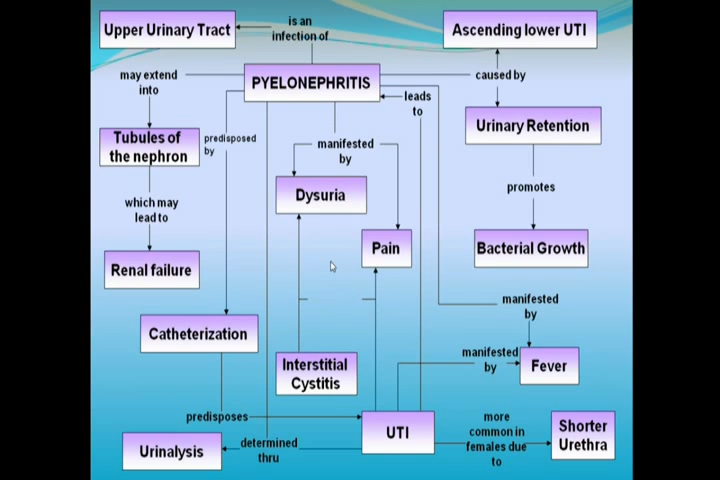 Upper Urinary Tract
is an
infection of
Ascending lower UTI
may extend
into
PYELONEPHRITIS
caused by
leads
to
Urinary Retention
Tubules of
the nephron
predisposed
by
manifested
by
which may
lead to
Dysuria
promotes
Renal failure
Pain
Bacterial Growth
manifested
by
Catheterization
manifested
by
Fever
Interstitial
Cystitis
predisposes
UTI
more
common in
females due
to
Shorter
Urethra
Urinalysis
determined
thru